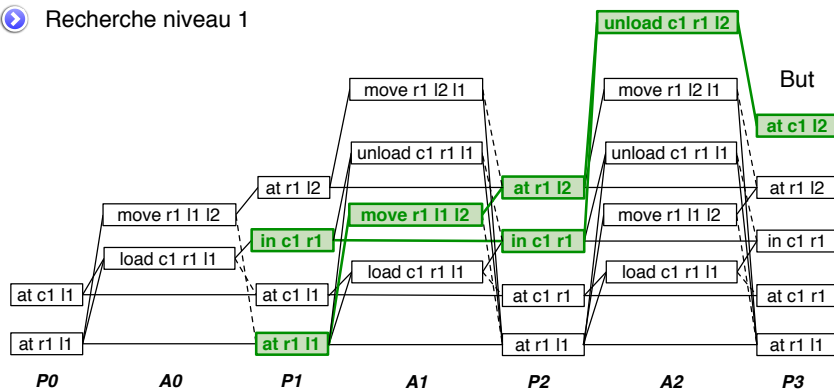 Recherche niveau 1
unload c1 r1 l2
But
move r1 l2 l1
move r1 l2 l1
at c1 l2
unload c1 r1 l1
unload c1 r1 l1
at r1 l2
at r1 l2
at r1 l2
move r1 l1 l2
move r1 l1 l2
move r1 l1 l2
in c1 r1
in c1 r1
in c1 r1
load c1 r1 l1
load c1 r1 l1
load c1 r1 l1
at c1 l1
at c1 l1
at c1 r1
at c1 r1
at r1 l1
at r1 l1
at r1 l1
at r1 l1
P0
A0
P1
A1
P2
A2
P3